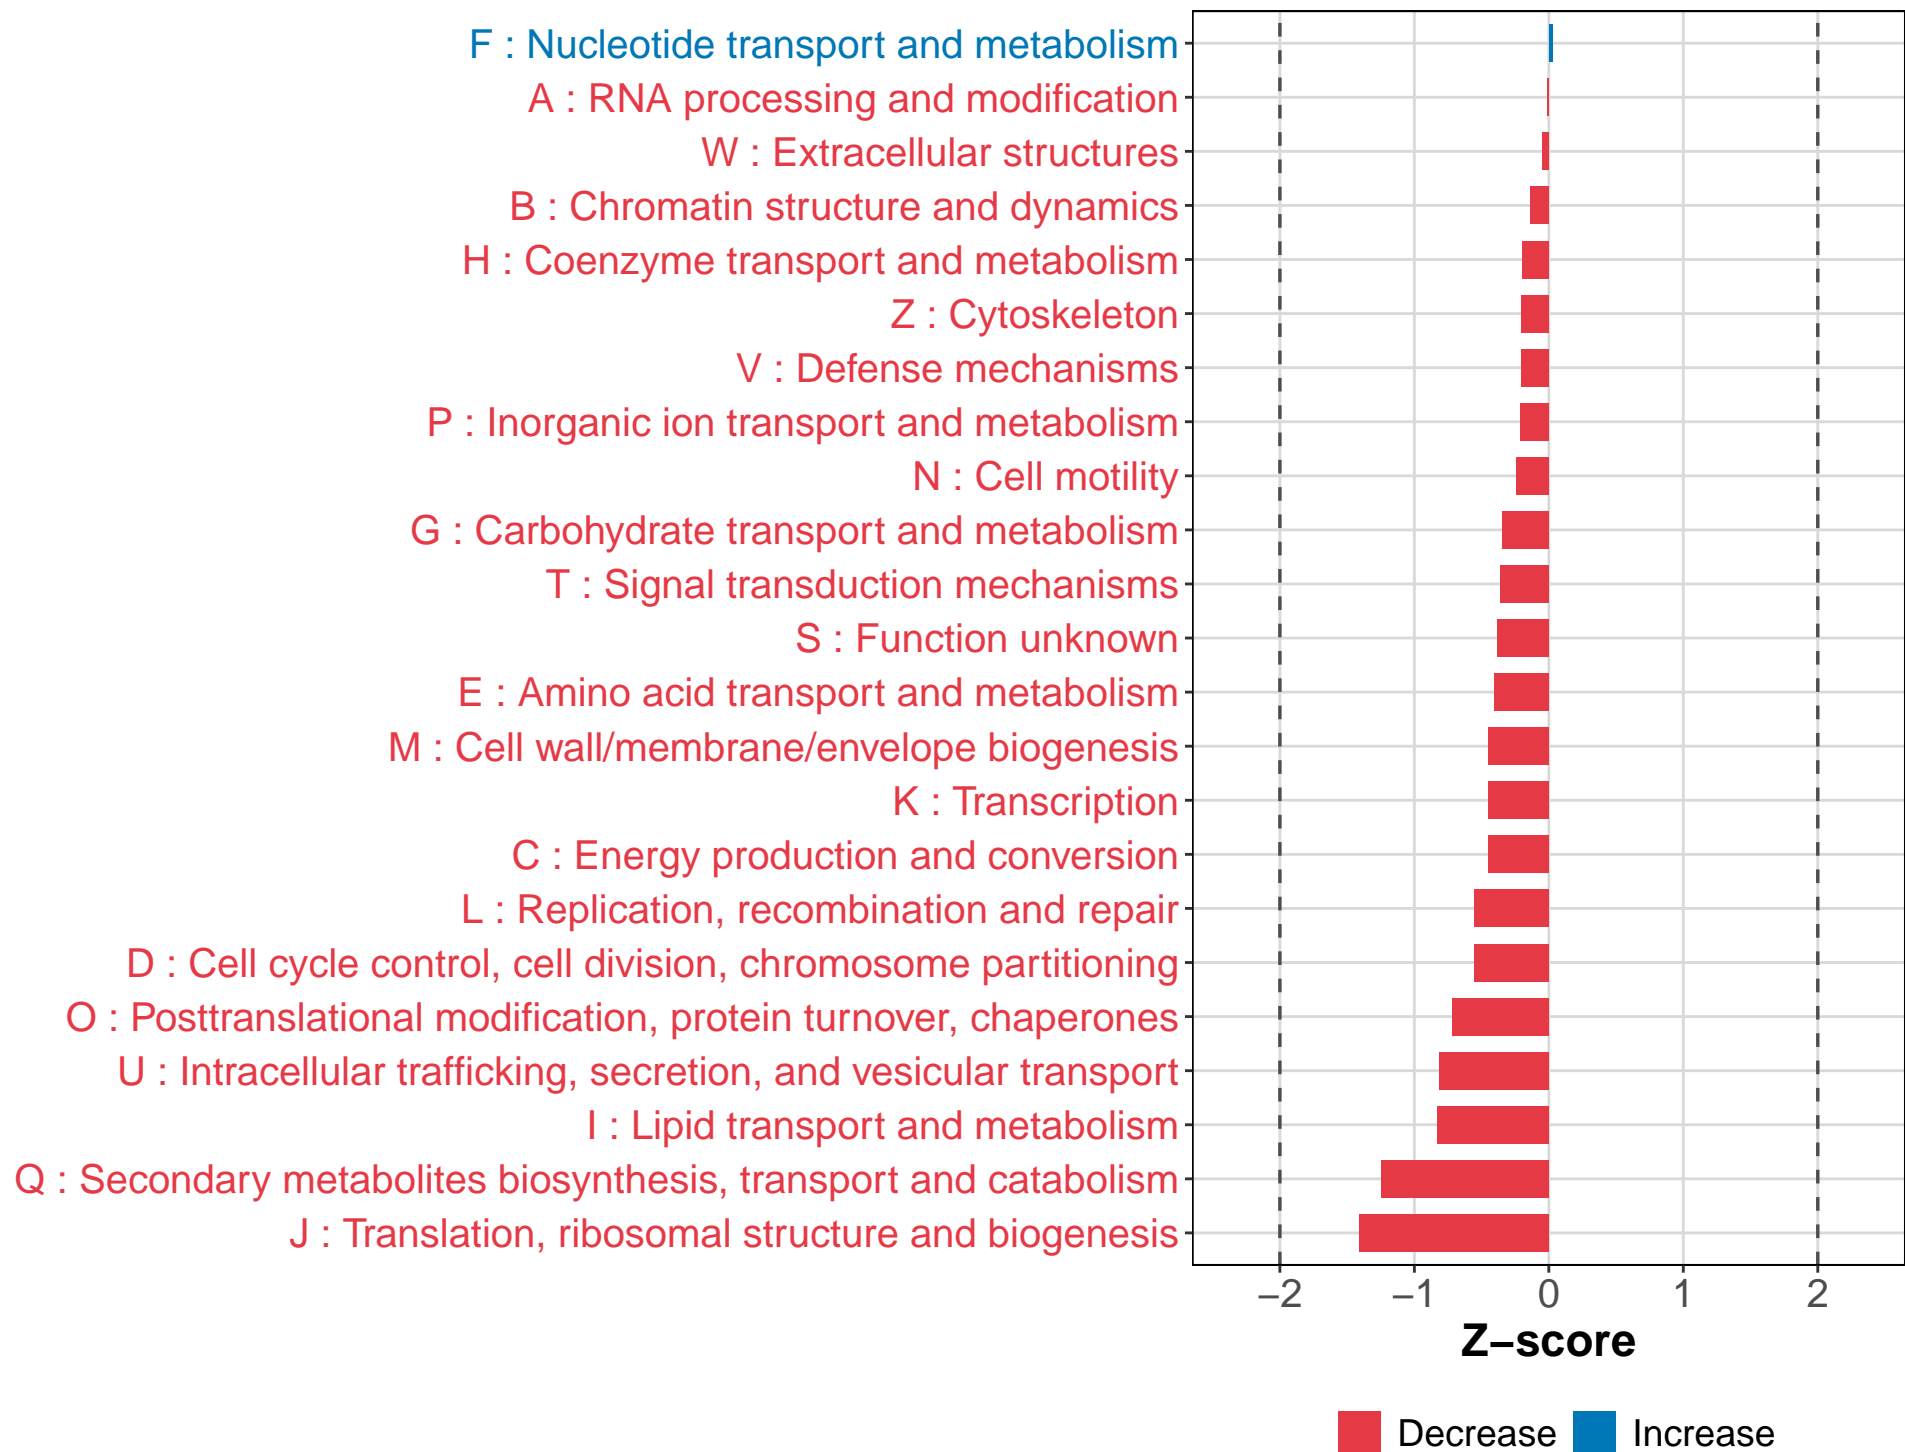 F : Nucleotide transport and metabolism
A : RNA processing and modification
W : Extracellular structures
B : Chromatin structure and dynamics
H : Coenzyme transport and metabolism
Z : Cytoskeleton
V : Defense mechanisms
P : Inorganic ion transport and metabolism
N : Cell motility
G : Carbohydrate transport and metabolism
T : Signal transduction mechanisms
S : Function unknown
E : Amino acid transport and metabolism
M : Cell wall/membrane/envelope biogenesis
K : Transcription
C : Energy production and conversion
L : Replication, recombination and repair
D : Cell cycle control, cell division, chromosome partitioning
O : Posttranslational modification, protein turnover, chaperones
U : Intracellular trafficking, secretion, and vesicular transport
I : Lipid transport and metabolism
Q : Secondary metabolites biosynthesis, transport and catabolism
J : Translation, ribosomal structure and biogenesis
−2 −1 0 1 2
Z−score
Decrease Increase